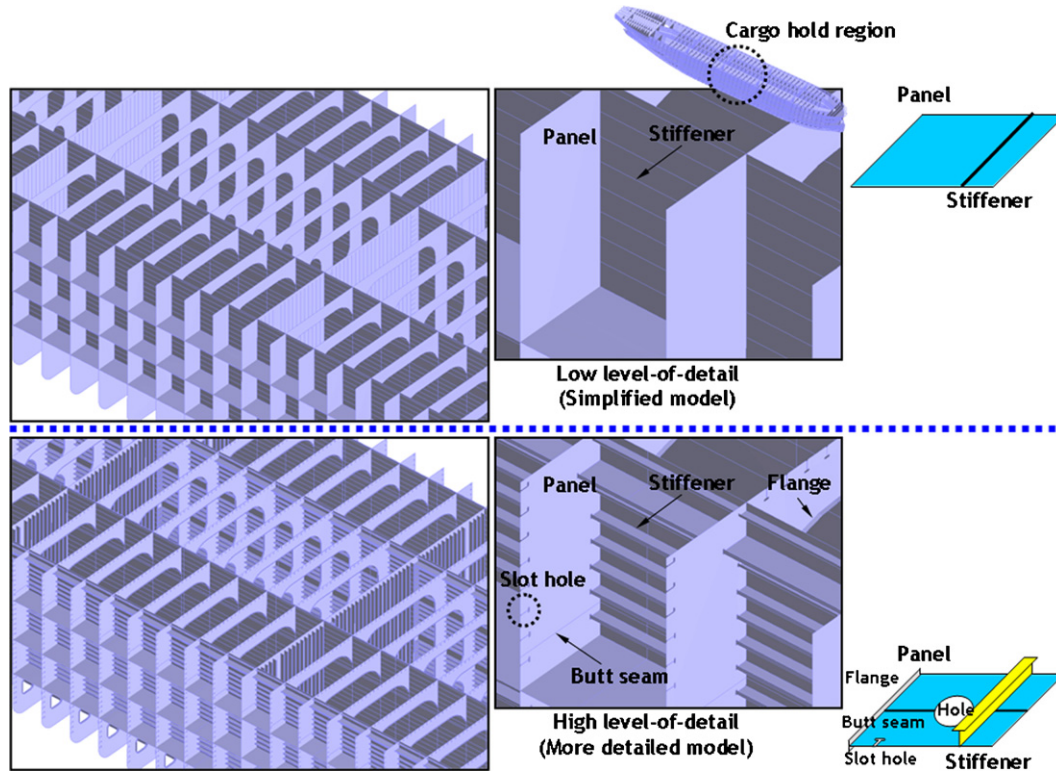 Cargo hold region
Panel
Stiffener
Panel
Stiffener
Low level-of-detail
(Simplified model)
Panel
Stiffener
Flange
Slot hole
Butt seam
High level-of-detail
(More detailed model)
Panel
Flange
Hole
Butt seam
Slot hole
Stiffener